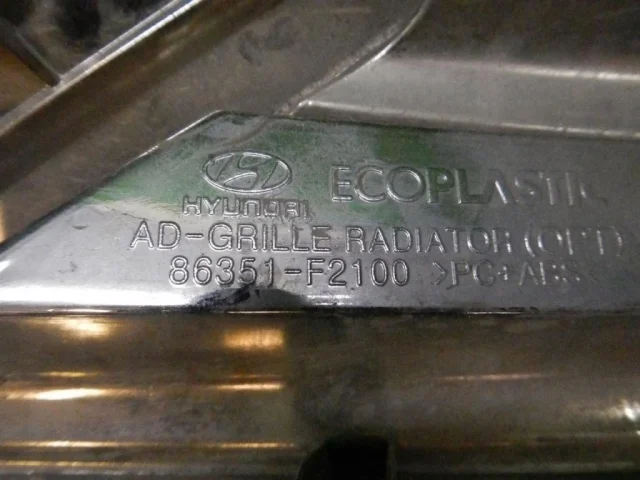 HYUNDAI ECOPLASTIC
AD-GRILLE RADIATOR (OPT)
86351-F2100 >PC+ABS<